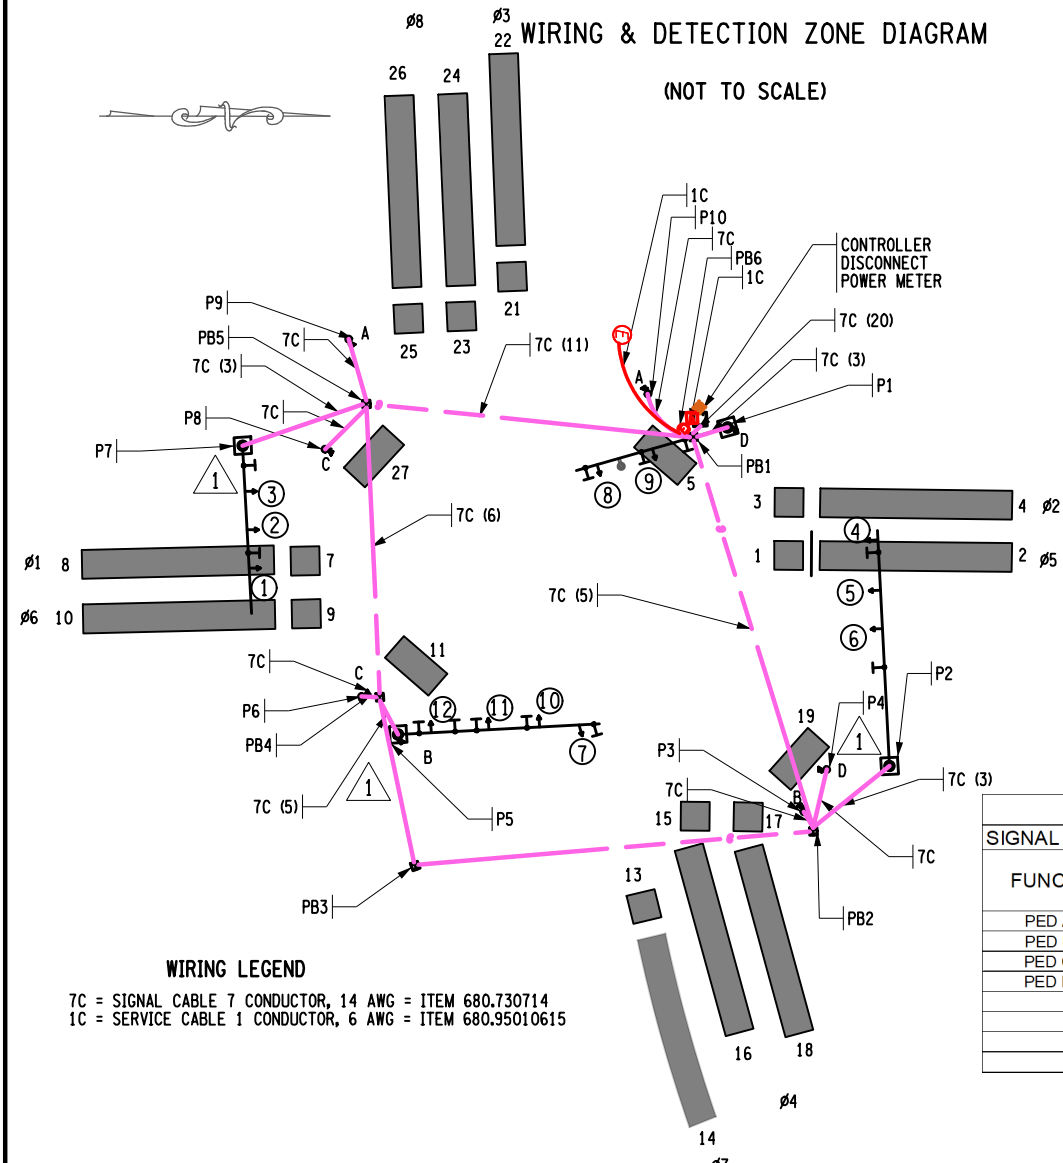 WIRING & DETECTION ZONE DIAGRAM
(NOT TO SCALE)
Ø8
Ø3
22
26
24
1C
P10
7C
PB6
1C
CONTROLLER
DISCONNECT
POWER METER
7C (20)
7C (3)
P1
P9
A
PB5
7C
7C (3)
7C
P8
P7
C
25
23
21
7C (11)
E
A
D
PB1
1
3
2
1
27
7C (6)
8
9
5
3
4 Ø2
1
2 Ø5
4
5
6
Ø1 8
7
Ø6 10
9
7C (5)
11
7C
C
P6
PB4
12
11
10
7
B
7C (5)
1
P5
P2
P4
19
1
P3
D
B
7C
7C (3)
15
17
7C
PB3
13
PB2
SIGNAL
FUNC
PED
PED
PED
PED
16
18
Ø4
14
Ø7
WIRING LEGEND
7C = SIGNAL CABLE 7 CONDUCTOR, 14 AWG = ITEM 680.730714
1C = SERVICE CABLE 1 CONDUCTOR, 6 AWG = ITEM 680.95010615